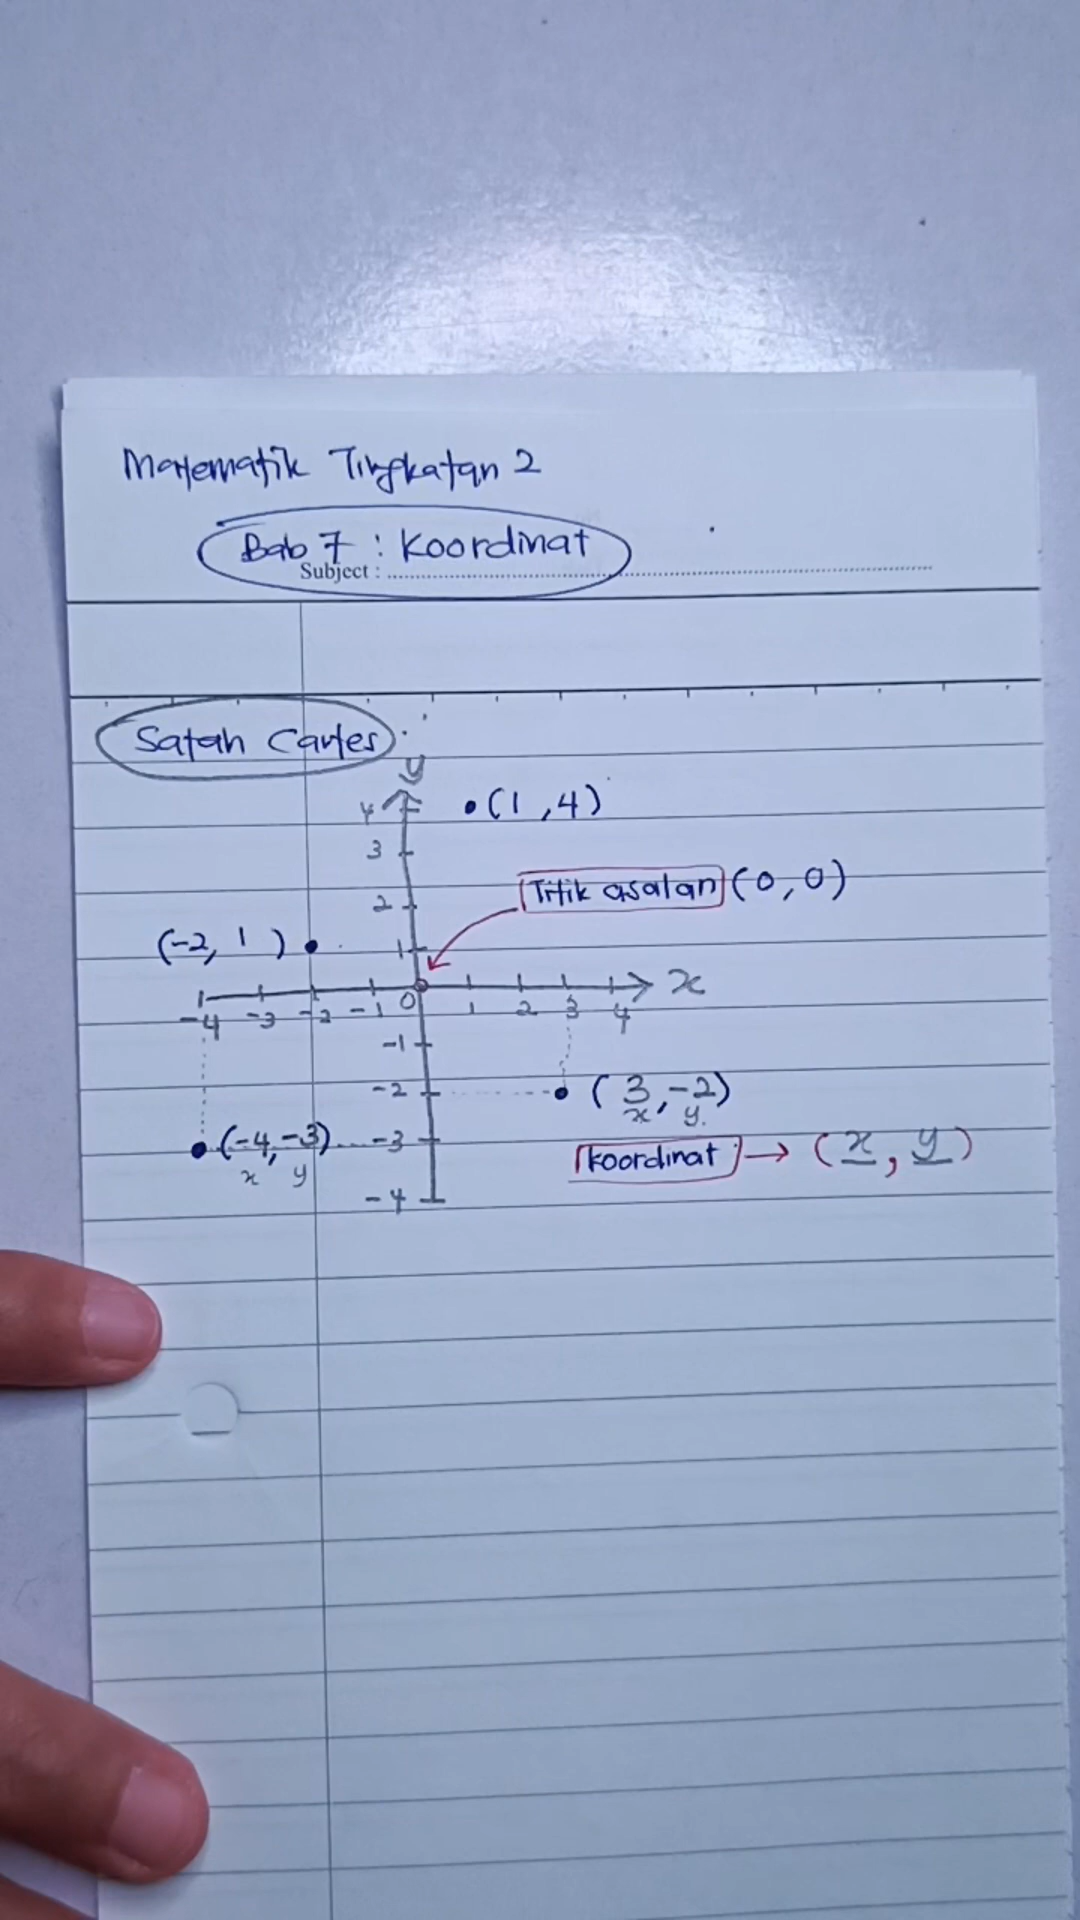 Matematik Tingkatan 2
Bab 7 : Koordinat
Subject :
Satah Cartes
y
4
(1, 4)
3
Titik asalan (0, 0)
2
(-2, 1)
1
x
-4 -3 -2 -1 0 1 2 3 4
-1
-2
(3, -2)
x y
(-4, -3)
-3
x y
koordinat → (x, y)
-4